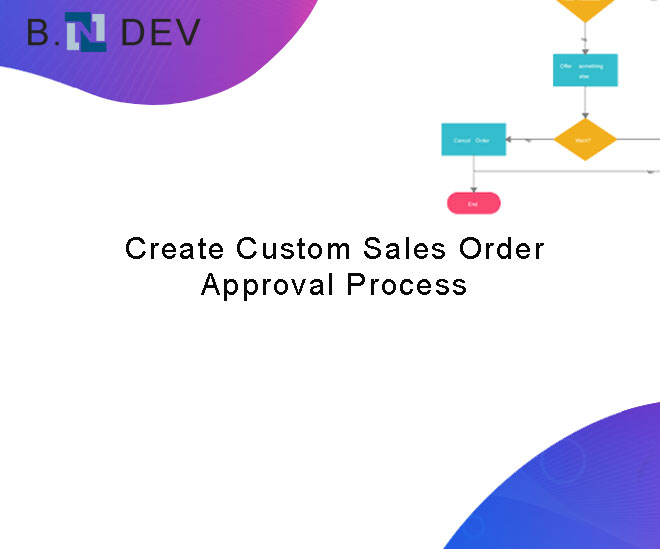 B.N DEV
Offer something
else
Cancel Order
Want?
End
Create Custom Sales Order
Approval Process